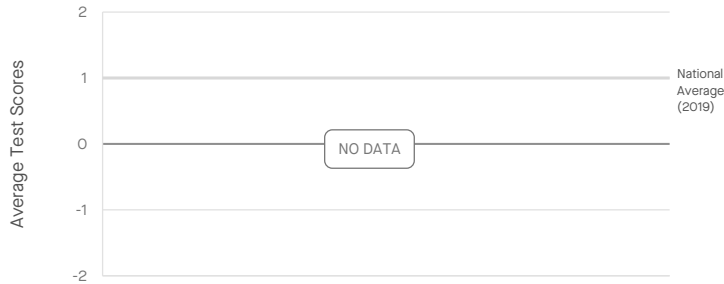 Average Test Scores
2
1
0
-1
-2
NO DATA
National
Average
(2019)